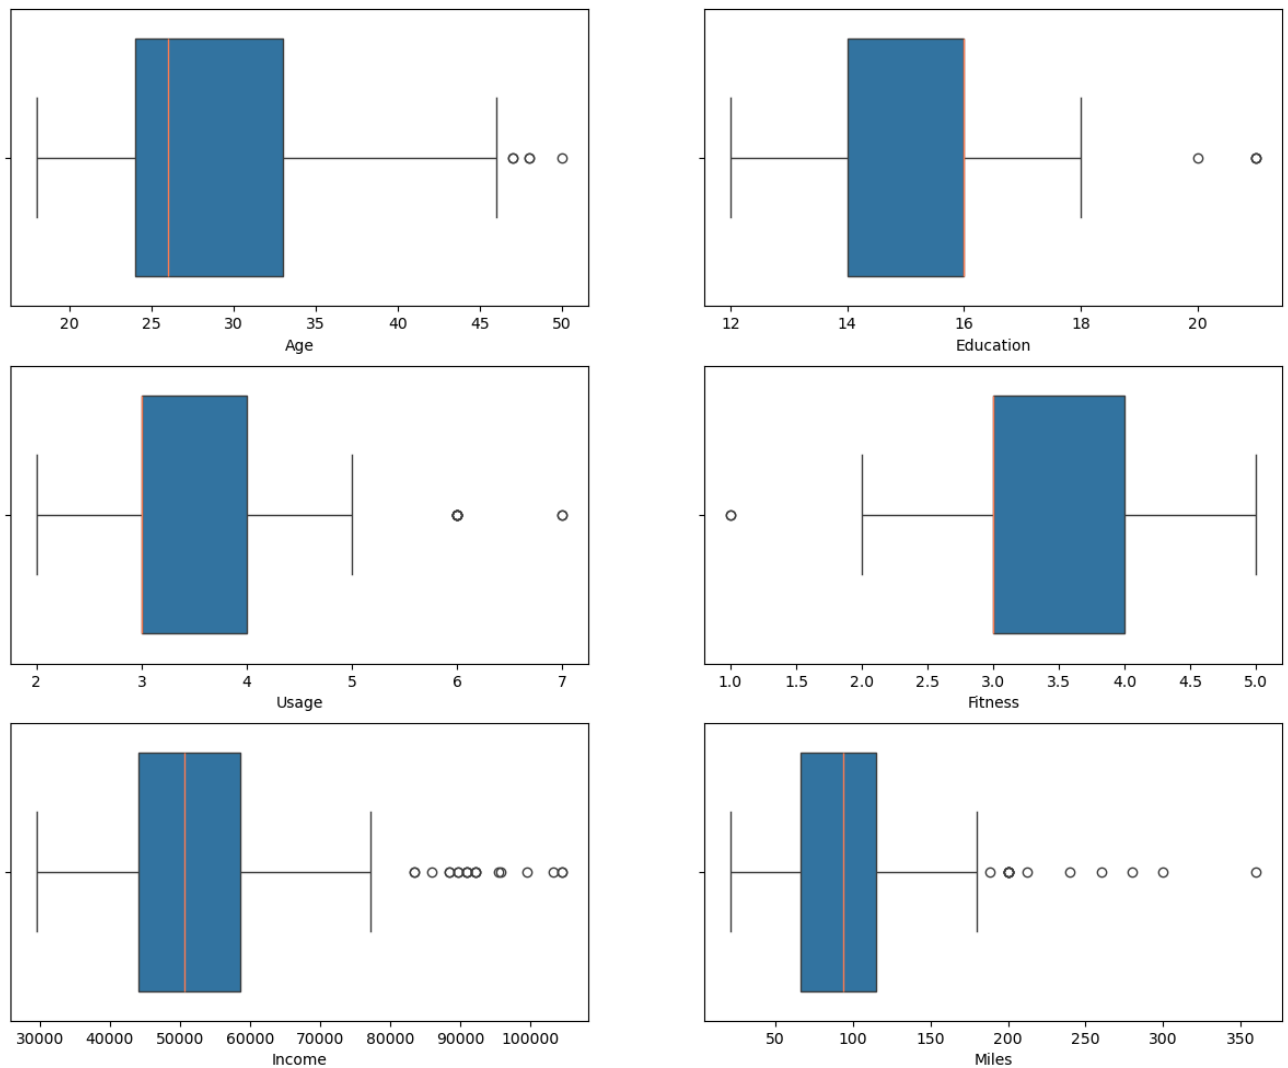 20 25 30 35 40 45 50
Age
12 14 16 18 20
Education
2 3 4 5 6 7
Usage
1.0 1.5 2.0 2.5 3.0 3.5 4.0 4.5 5.0
Fitness
30000 40000 50000 60000 70000 80000 90000 100000
Income
50 100 150 200 250 300 350
Miles